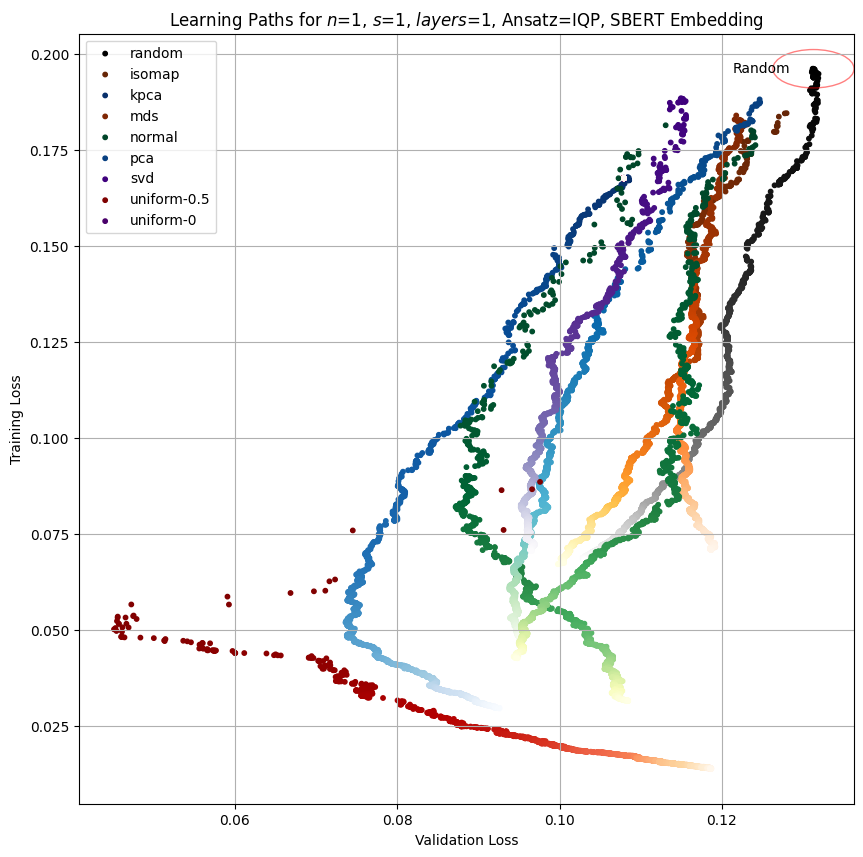 Learning Paths for n=1, s=1, layers=1, Ansatz=IQP, SBERT Embedding
random
isomap
kpca
mds
normal
pca
svd
uniform-0.5
uniform-0
Random
0.200
0.175
0.150
0.125
0.100
0.075
0.050
0.025
Training Loss
0.06
0.08
0.10
0.12
Validation Loss